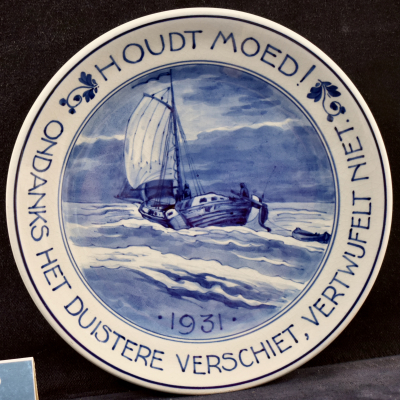 HOUDT MOED!
ONDANKS HET DUISTERE VERSCHIET, VERTWIJFELT NIET.
· 1931 ·